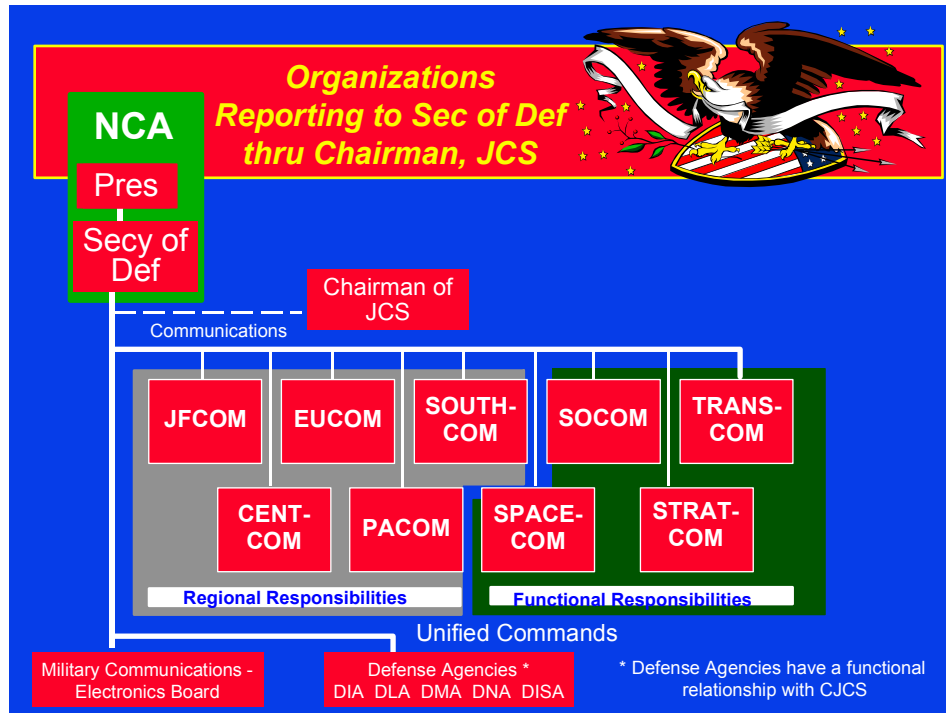 Organizations
Reporting to Sec of Def
thru Chairman, JCS
NCA
Pres
Secy of
Def
Chairman of
JCS
Communications
JFCOM
EUCOM
SOUTH-
COM
SOCOM
TRANS-
COM
CENT-
COM
PACOM
SPACE-
COM
STRAT-
COM
Regional Responsibilities
Functional Responsibilities
Unified Commands
Military Communications -
Electronics Board
Defense Agencies *
DIA DLA DMA DNA DISA
* Defense Agencies have a functional
relationship with CJCS